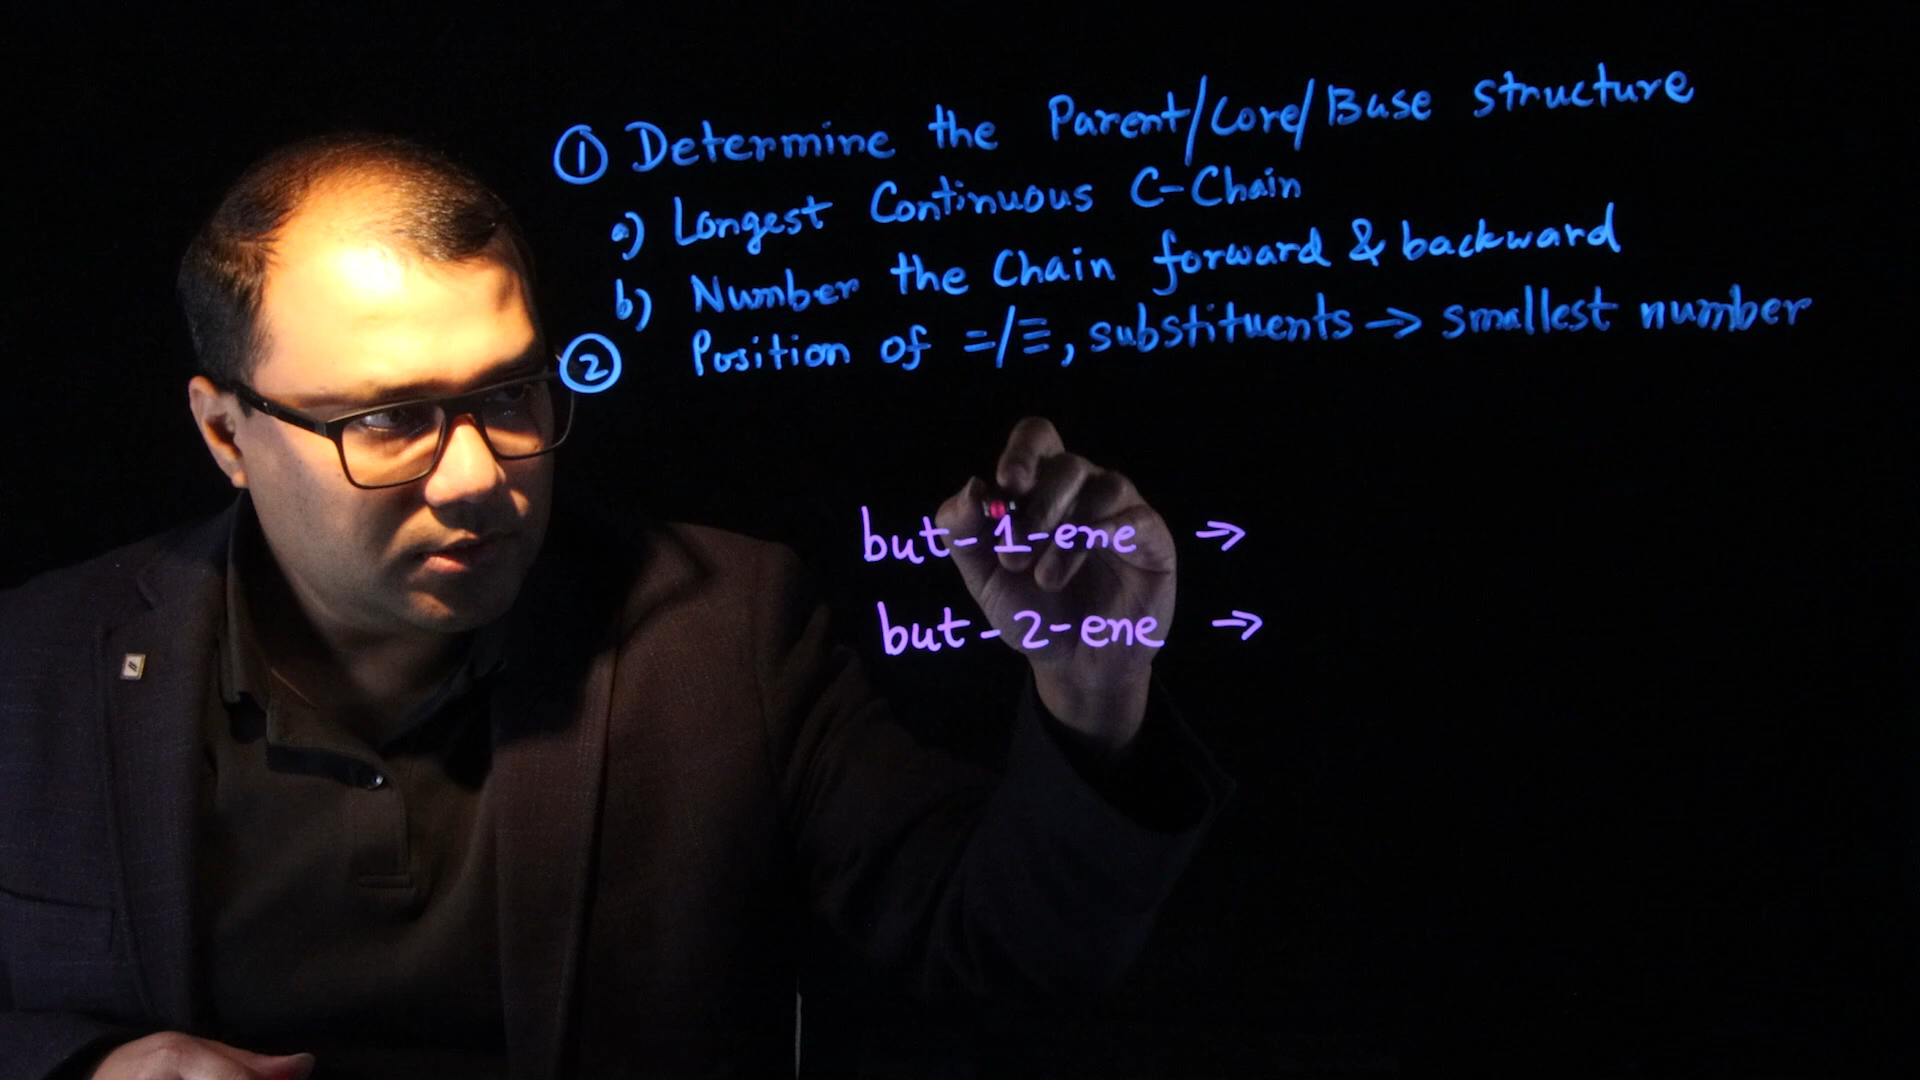 ① Determine the Parent/Core/Base structure
a) Longest Continuous C-Chain
b) Number the Chain forward & backward
② Position of =/≡, substituents → smallest number
but-1-ene →
but-2-ene →